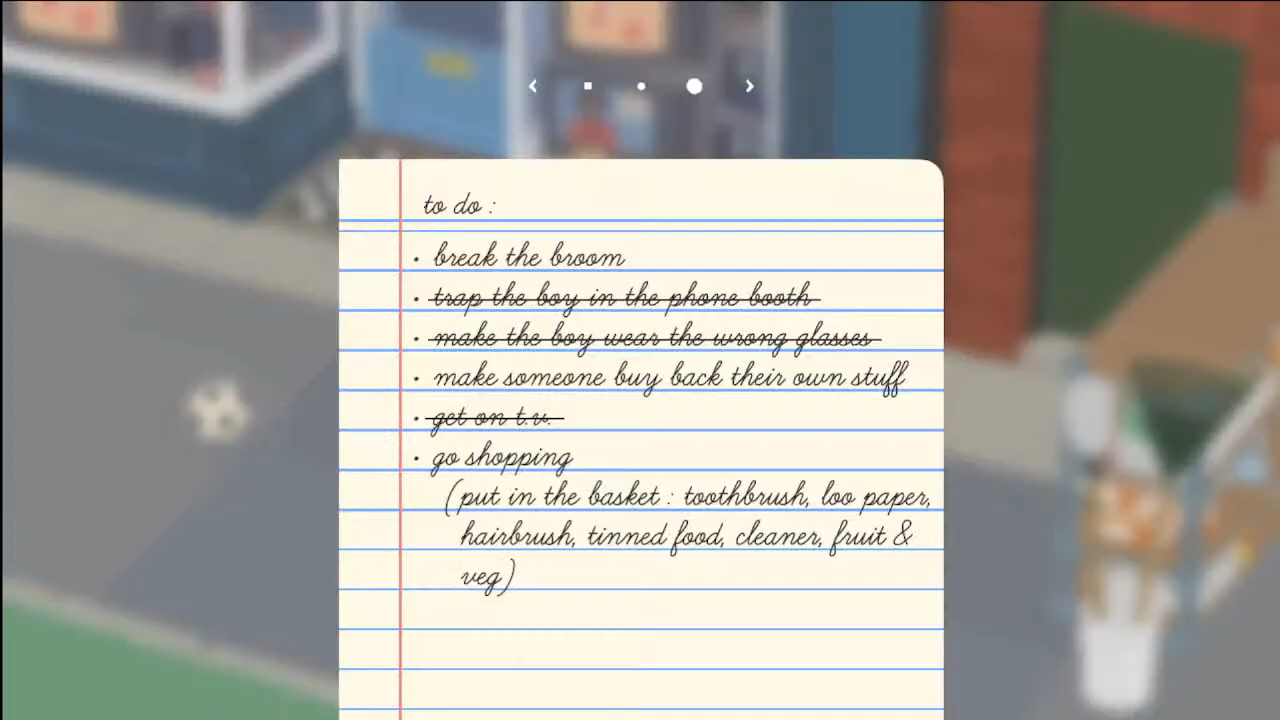 to do :
• break the broom
• trap the boy in the phone booth
• make the boy wear the wrong glasses
• make someone buy back their own stuff
• get on t.v.
• go shopping
(put in the basket : toothbrush, loo paper,
hairbrush, tinned food, cleaner, fruit &
veg)